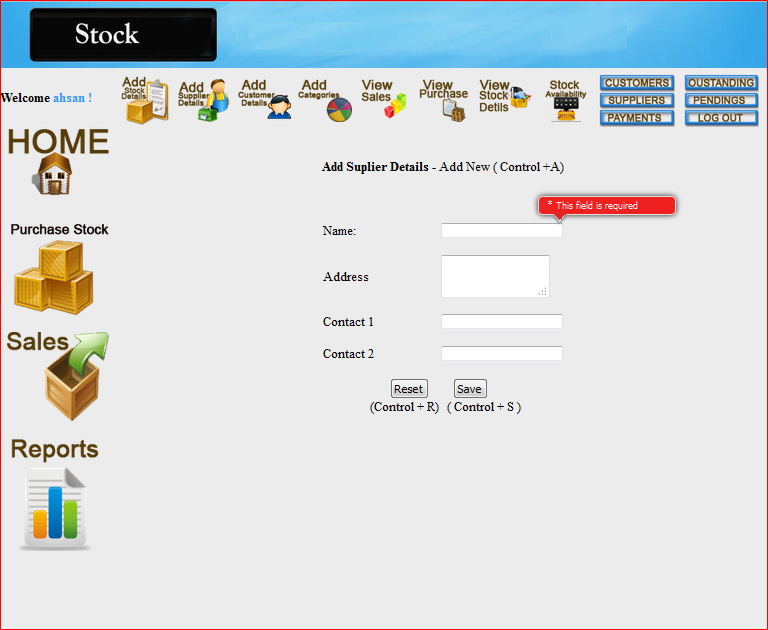 Stock
Welcome ahsan !
Add Stock Details
Add Supplier Details
Add Customer Details
Add Categories
View Sales
View Purchase
View Stock Detils
Stock Availability
CUSTOMERS
OUSTANDING
SUPPLIERS
PENDINGS
PAYMENTS
LOG OUT
HOME
Purchase Stock
Sales
Reports
Add Suplier Details - Add New ( Control +A)
* This field is required
Name:
Address
Contact 1
Contact 2
Reset
Save
(Control + R)
( Control + S )